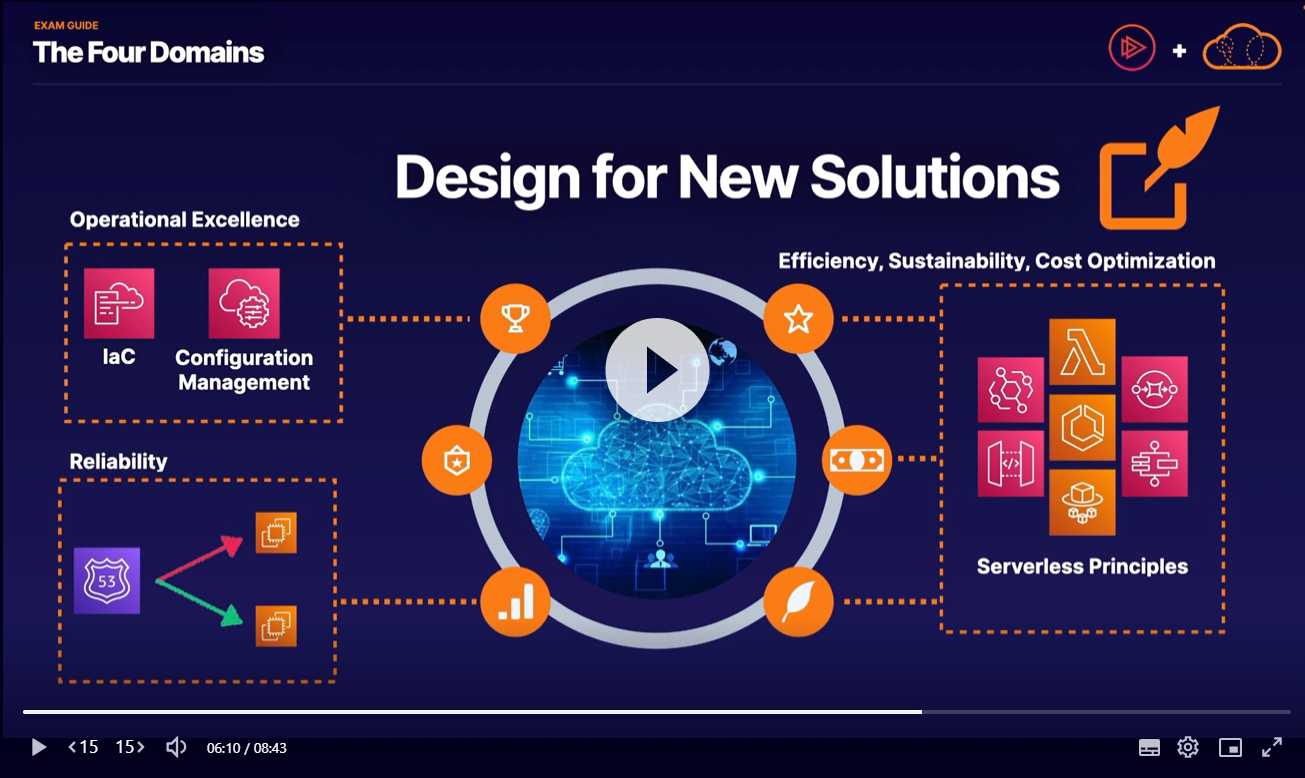 EXAM GUIDE
The Four Domains
Design for New Solutions
Operational Excellence
IaC
Configuration
Management
Efficiency, Sustainability, Cost Optimization
Serverless Principles
Reliability
53
<15
15>
06:10 / 08:43